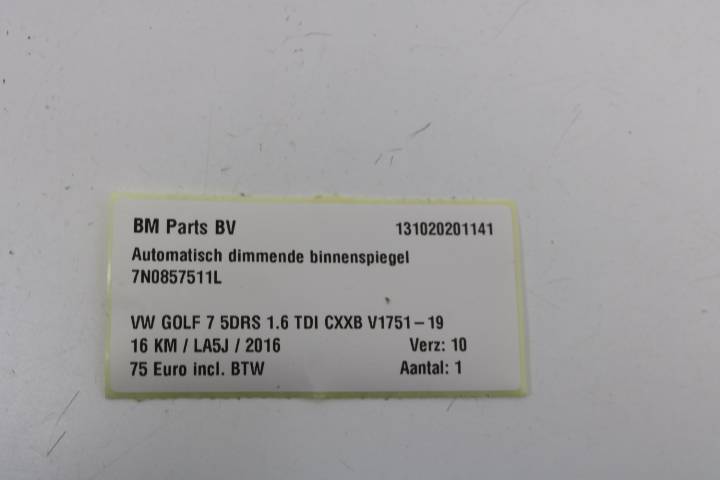 BM Parts BV 131020201141
Automatisch dimmende binnenspiegel
7N0857511L
VW GOLF 7 5DRS 1.6 TDI CXXB V1751-19
16 KM / LA5J / 2016 Verz: 10
75 Euro incl. BTW Aantal: 1